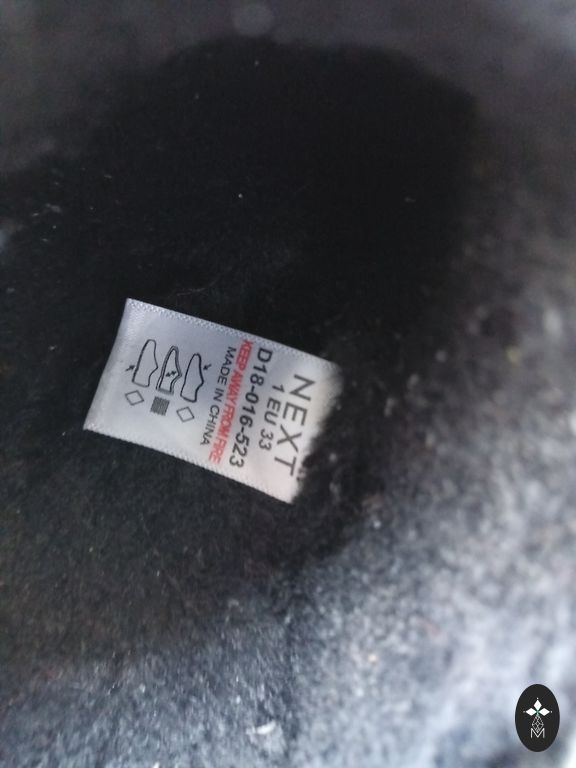 NEXT
1 EU 33
D18-016-523
KEEP AWAY FROM FIRE
MADE IN CHINA
M